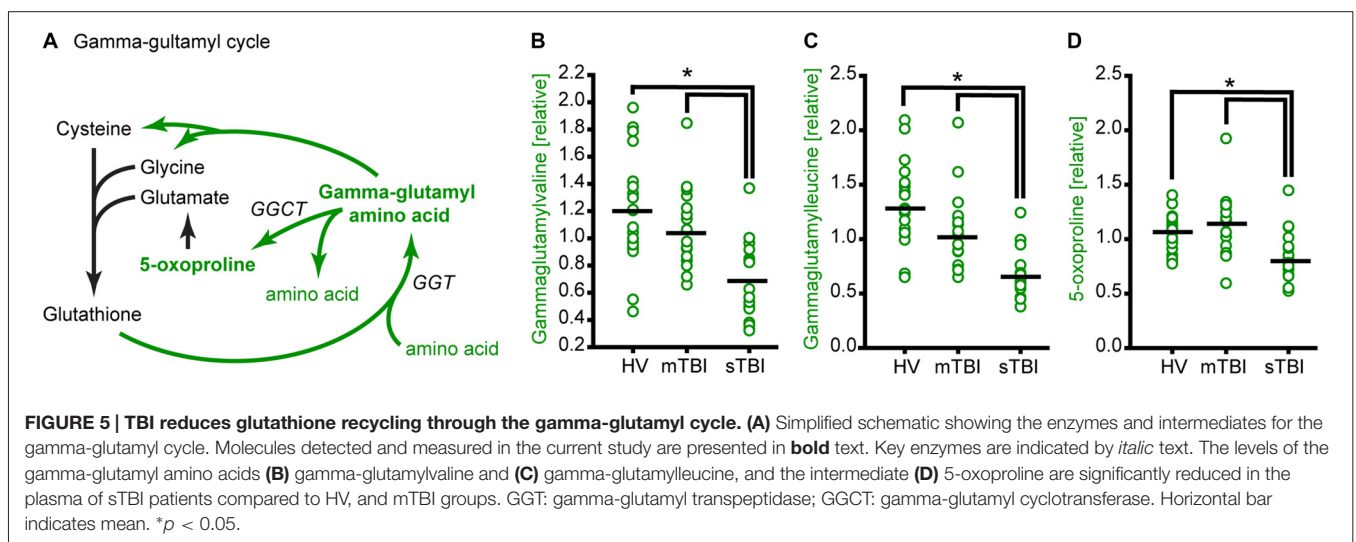 A Gamma-gultamyl cycle
Cysteine
Glycine
Glutamate
GGCT
Gamma-glutamyl
amino acid
5-oxoproline
amino acid
GGT
Glutathione
amino acid
B
Gammaglutamylvaline [relative]
2.2
2.0
1.8
1.6
1.4
1.2
1.0
0.8
0.6
0.4
0.2
*
HV mTBI sTBI
C
Gammaglutamylleucine [relative]
2.5
2.0
1.5
1.0
0.5
0.0
*
HV mTBI sTBI
D
5-oxoproline [relative]
2.5
2.0
1.5
1.0
0.5
0.0
*
HV mTBI sTBI
FIGURE 5 | TBI reduces glutathione recycling through the gamma-glutamyl cycle. (A) Simplified schematic showing the enzymes and intermediates for the
gamma-glutamyl cycle. Molecules detected and measured in the current study are presented in bold text. Key enzymes are indicated by italic text. The levels of the
gamma-glutamyl amino acids (B) gamma-glutamylvaline and (C) gamma-glutamylleucine, and the intermediate (D) 5-oxoproline are significantly reduced in the
plasma of sTBI patients compared to HV, and mTBI groups. GGT: gamma-glutamyl transpeptidase; GGCT: gamma-glutamyl cyclotransferase. Horizontal bar
indicates mean. *p < 0.05.